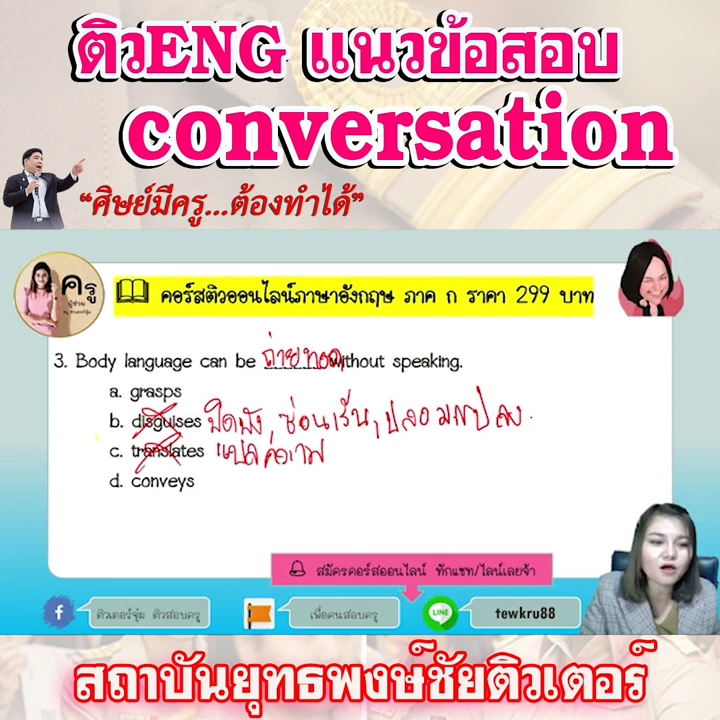 ติวENG แนวข้อสอบ
conversation
“ศิษย์มีครู...ต้องทำได้”
ครู
ผู้ช่วย
คอร์สติวออนไลน์ภาษาอังกฤษ ภาค ก ราคา 299 บาท
3. Body language can be ถ่ายทอด without speaking.
a. grasps
b. disguises ปิดบัง, ซ่อนเร้น, ปลอมแปลง.
c. translates แปลความ
d. conveys
สมัครคอร์สออนไลน์ ทักแชท/ไลน์เลยจ้า
ติวเตอร์จุ๋ม ติวสอบครู
เพื่อคนสอบครู
LINE
tewkru88
สถาบันยุทธพงษ์ชัยติวเตอร์